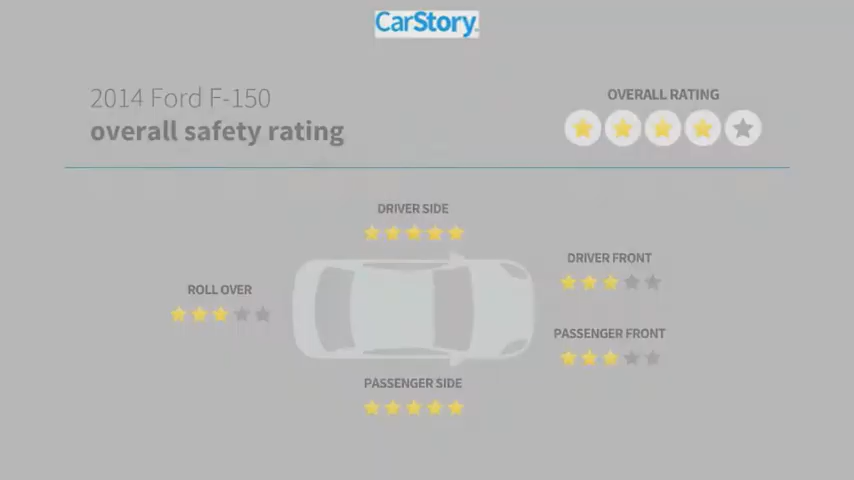 CarStory.
2014 Ford F-150
overall safety rating
OVERALL RATING
DRIVER SIDE
DRIVER FRONT
ROLL OVER
PASSENGER FRONT
PASSENGER SIDE